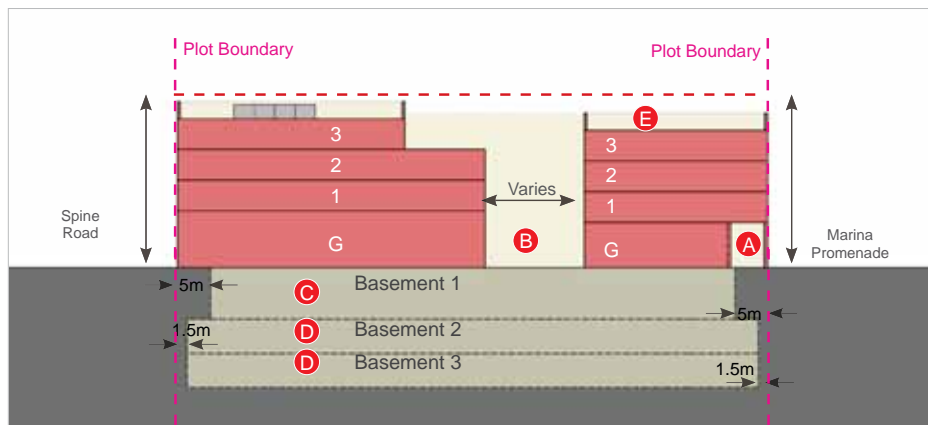 Plot Boundary
Plot Boundary
E
3
3
2
2
1
Varies
1
Spine
Road
G
B
G
A
Marina
Promenade
5m
C
Basement 1
5m
1.5m
D
Basement 2
D
Basement 3
1.5m